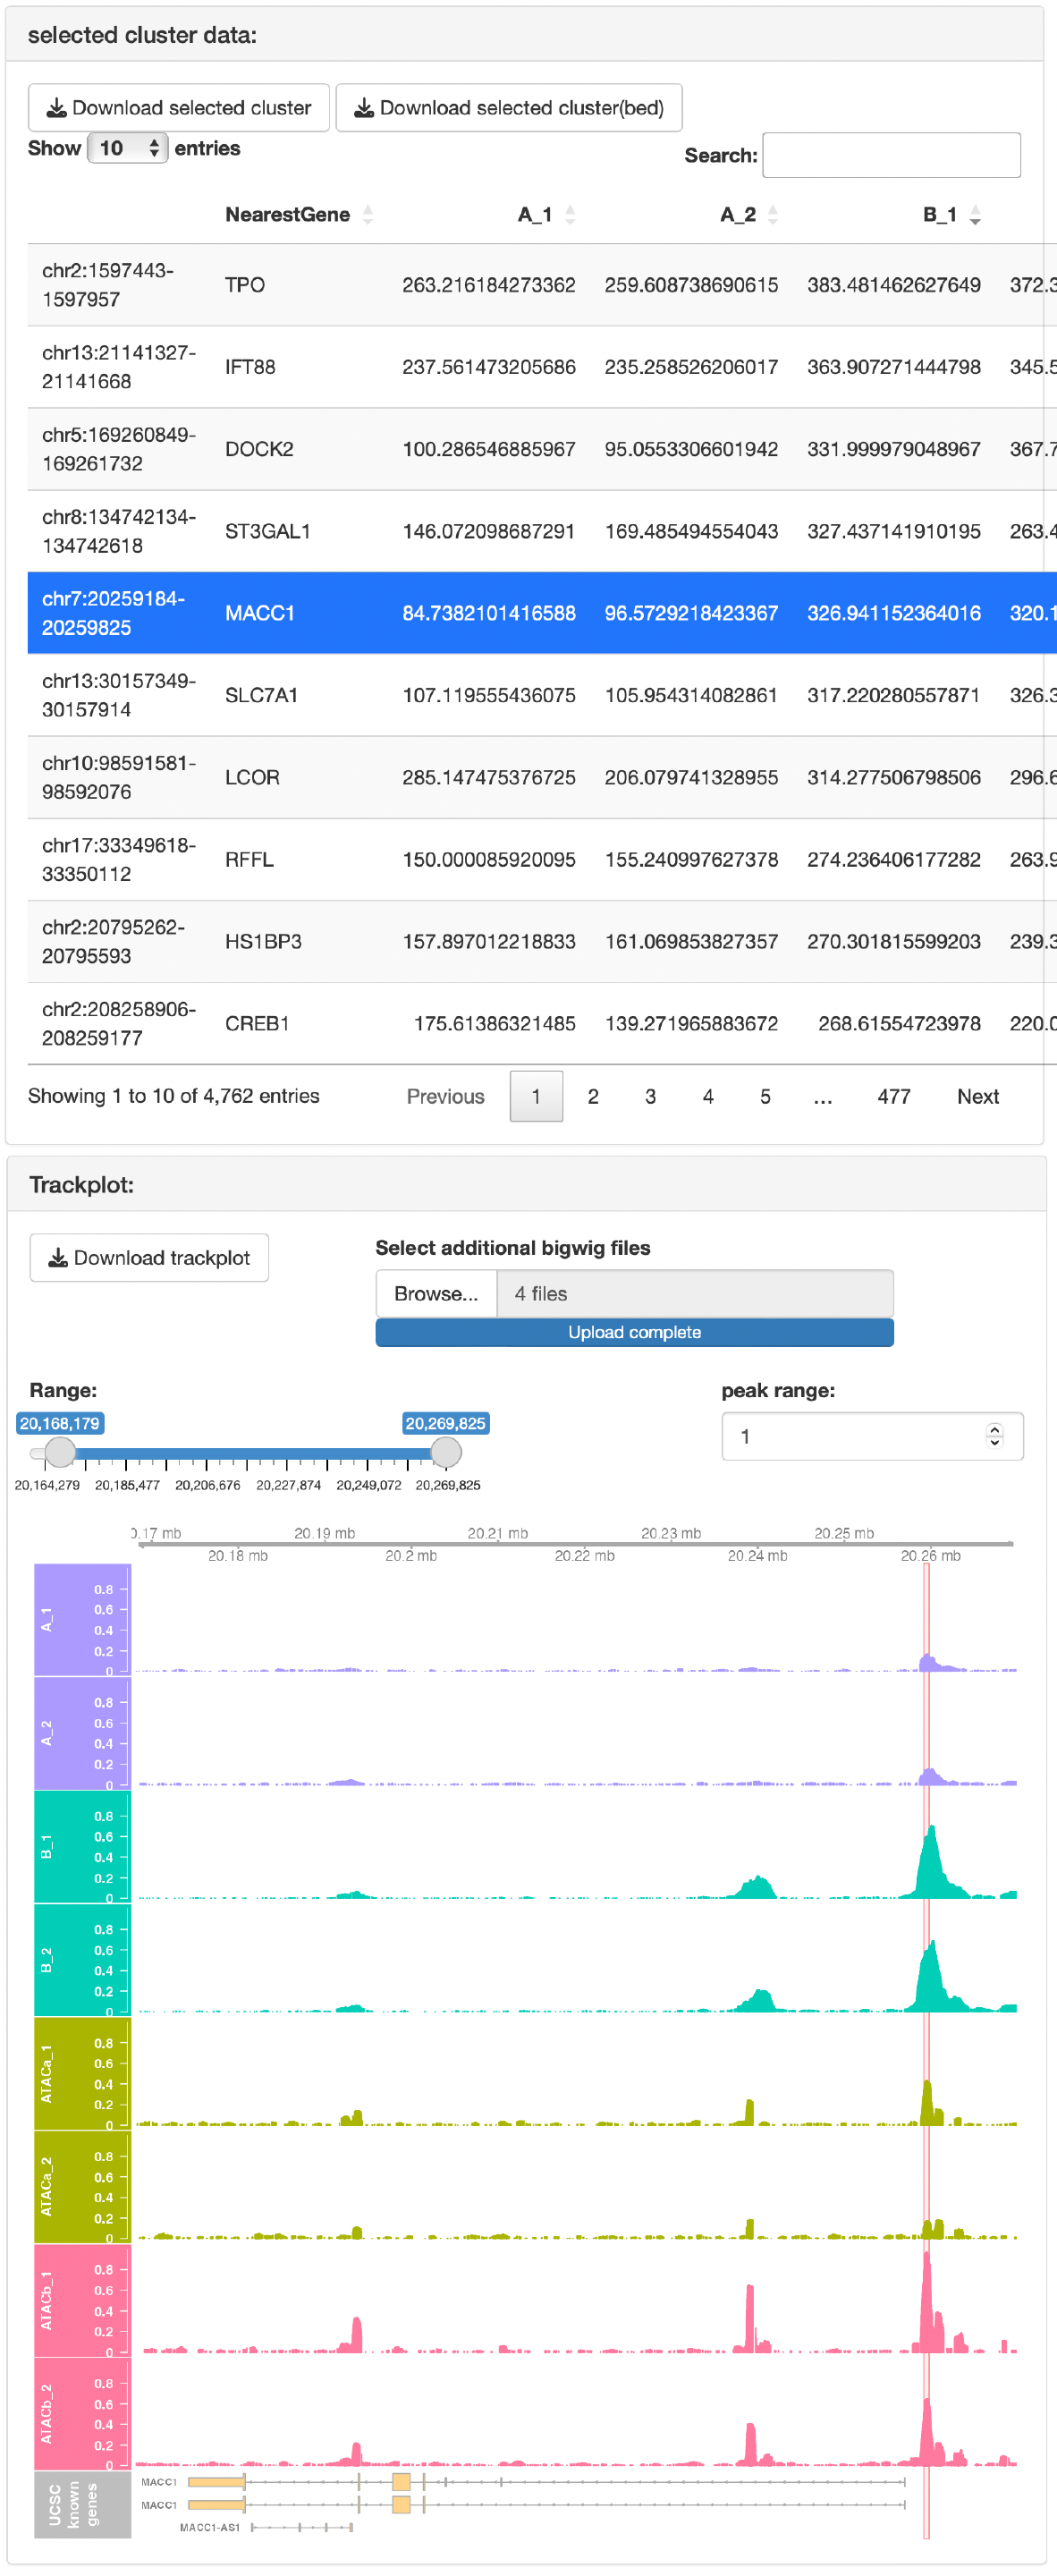 selected cluster data:
Download selected cluster Download selected cluster(bed)
Show 10 entries
Search:
NearestGene A_1 A_2 B_1
chr2:1597443-
1597957
TPO 263.216184273362 259.608738690615 383.481462627649 372.3
chr13:21141327-
21141668
IFT88 237.561473205686 235.258526206017 363.907271444798 345.5
chr5:169260849-
169261732
DOCK2 100.286546885967 95.0553306601942 331.999979048967 367.7
chr8:134742134-
134742618
ST3GAL1 146.072098687291 169.485494554043 327.437141910195 263.4
chr7:20259184-
20259825
MACC1 84.7382101416588 96.5729218423367 326.941152364016 320.1
chr13:30157349-
30157914
SLC7A1 107.119555436075 105.954314082861 317.220280557871 326.3
chr10:98591581-
98592076
LCOR 285.147475376725 206.079741328955 314.277506798506 296.6
chr17:33349618-
33350112
RFFL 150.000085920095 155.240997627378 274.236406177282 263.9
chr2:20795262-
20795593
HS1BP3 157.897012218833 161.069853827357 270.301815599203 239.3
chr2:208258906-
208259177
CREB1 175.61386321485 139.271965883672 268.61554723978 220.0
Showing 1 to 10 of 4,762 entries Previous 1 2 3 4 5 ... 477 Next
Trackplot:
Download trackplot
Select additional bigwig files
Browse... 4 files
Upload complete
Range:
peak range:
20,168,179 20,269,825
1
20,164,279 20,185,477 20,206,676 20,227,874 20,249,072 20,269,825
0.17 mb 20.19 mb 20.21 mb 20.23 mb 20.25 mb
20.18 mb 20.2 mb 20.22 mb 20.24 mb 20.26 mb
A_1
0.8
0.6
0.4
0.2
0
A_2
0.8
0.6
0.4
0.2
0
B_1
0.8
0.6
0.4
0.2
0
B_2
0.8
0.6
0.4
0.2
0
ATACa_1
0.8
0.6
0.4
0.2
0
ATACa_2
0.8
0.6
0.4
0.2
0
ATACb_1
0.8
0.6
0.4
0.2
0
ATACb_2
0.8
0.6
0.4
0.2
0
UCSC
known
genes
MACC1
MACC1
MACC1-AS1